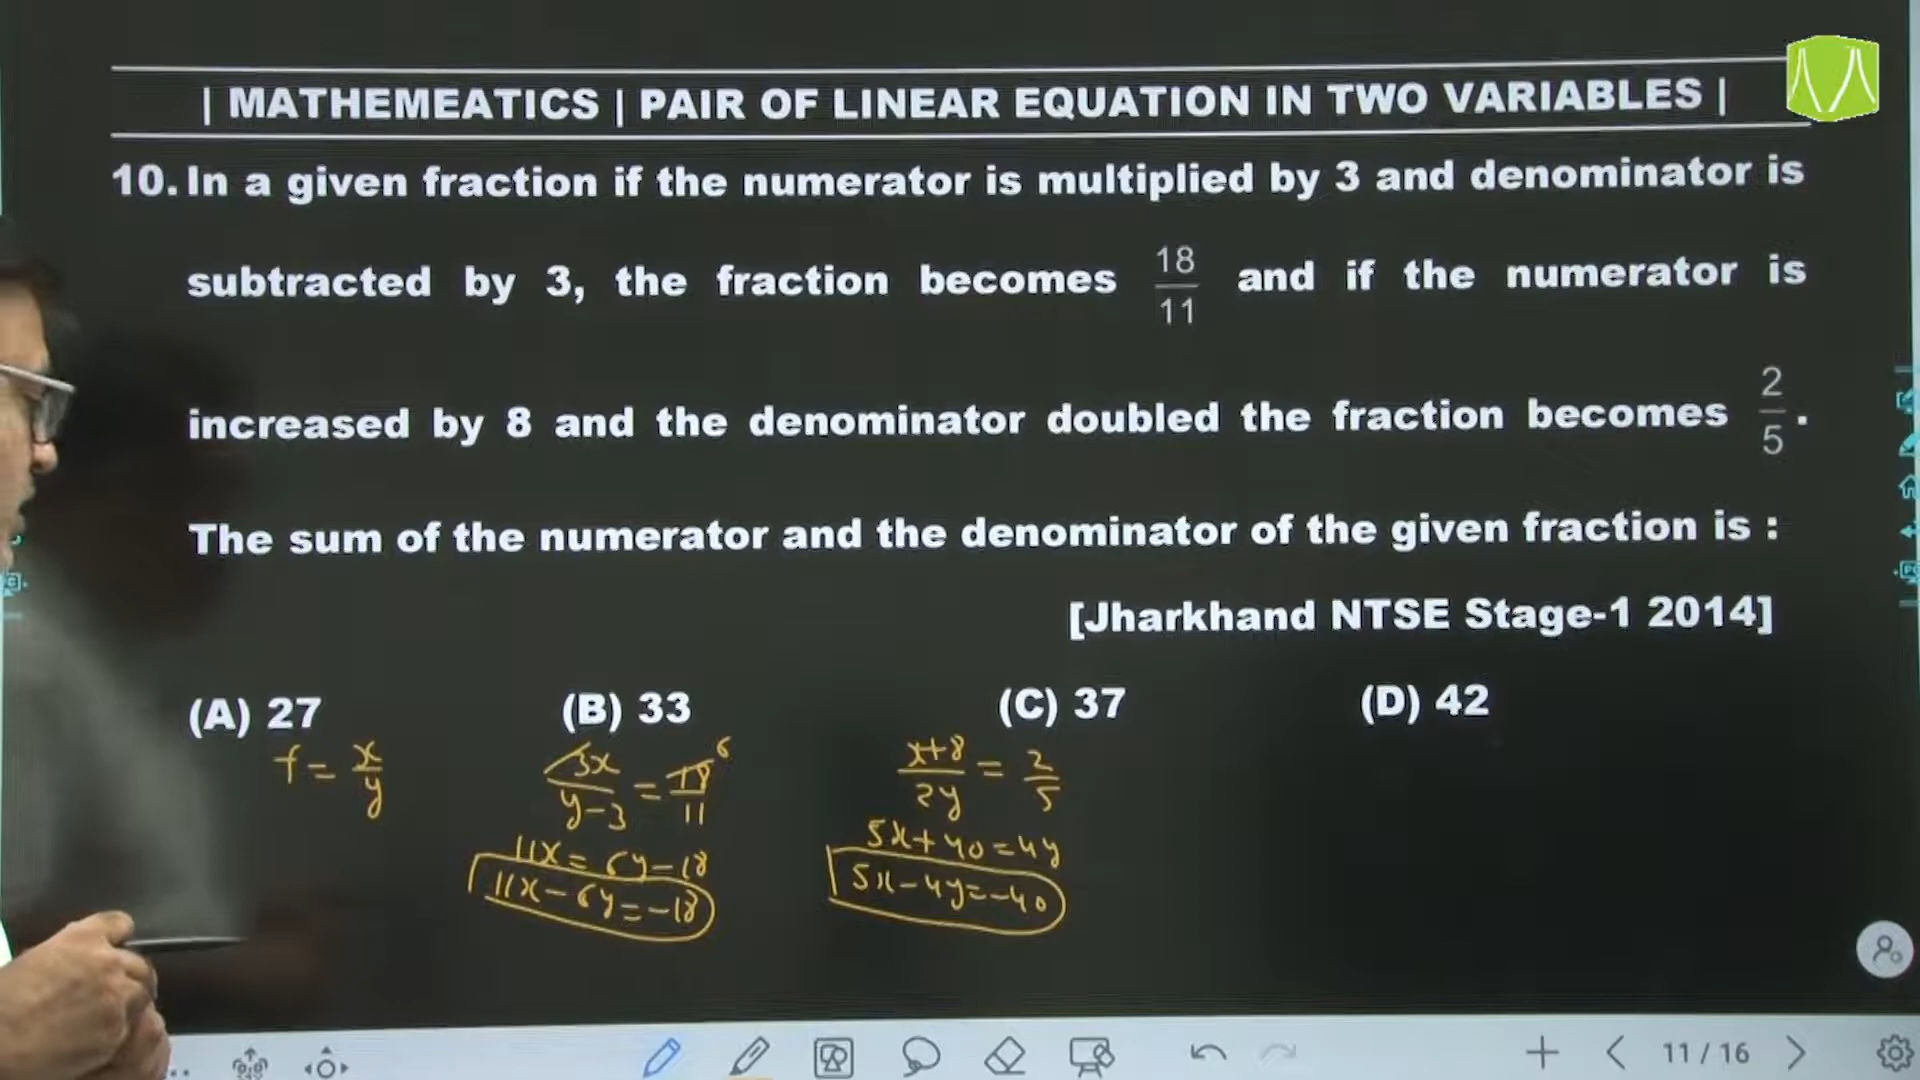 | MATHEMEATICS | PAIR OF LINEAR EQUATION IN TWO VARIABLES |
10. In a given fraction if the numerator is multiplied by 3 and denominator is
subtracted by 3, the fraction becomes 18/11 and if the numerator is
increased by 8 and the denominator doubled the fraction becomes 2/5.
The sum of the numerator and the denominator of the given fraction is :
[Jharkhand NTSE Stage-1 2014]
(A) 27 (B) 33 (C) 37 (D) 42
f = x/y
3x/(y-3) = 18/11 6
11x = 6y-18
11x-6y=-18
(x+8)/2y = 2/5
5x+40=4y
5x-4y=-40
11 / 16